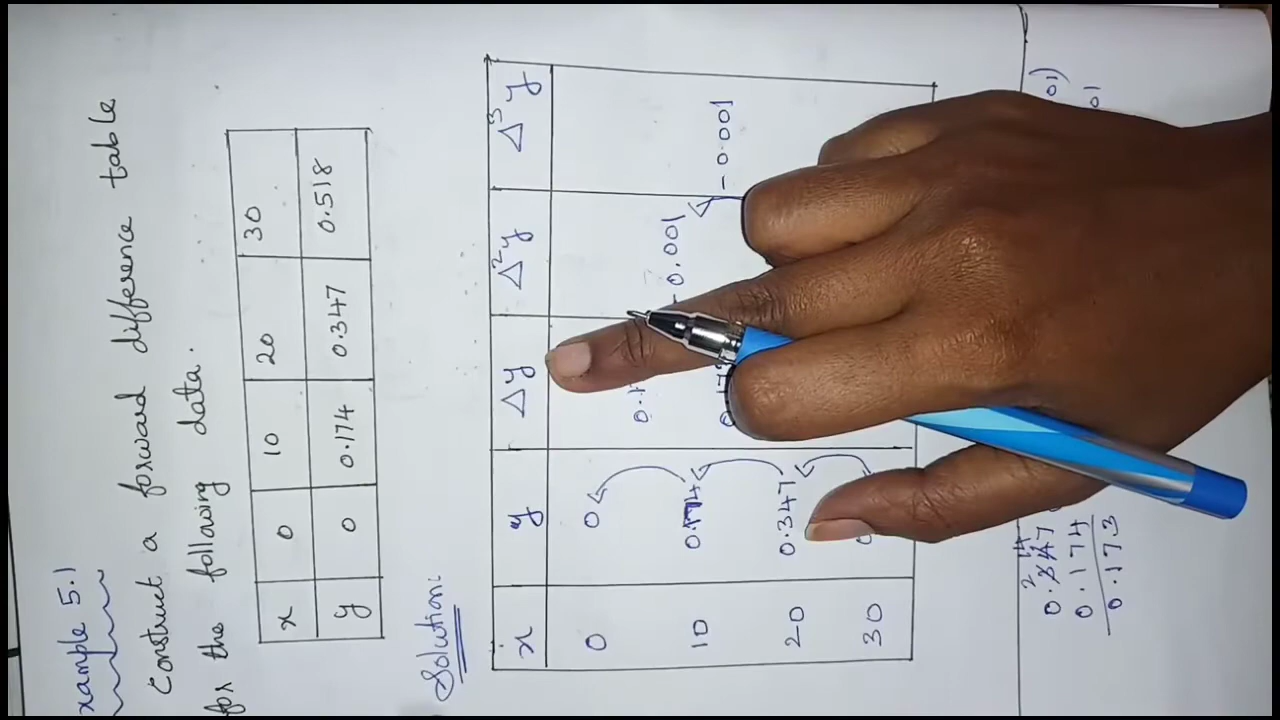 xample 5.1
Construct a forward difference table
for the following data.
x 0 10 20 30
y 0 0.174 0.347 0.518
Solution:
x y Δy Δ²y Δ³y
0 0
10 0.174 -0.001
20 0.347 -0.001
30
0.347
0.174
0.173